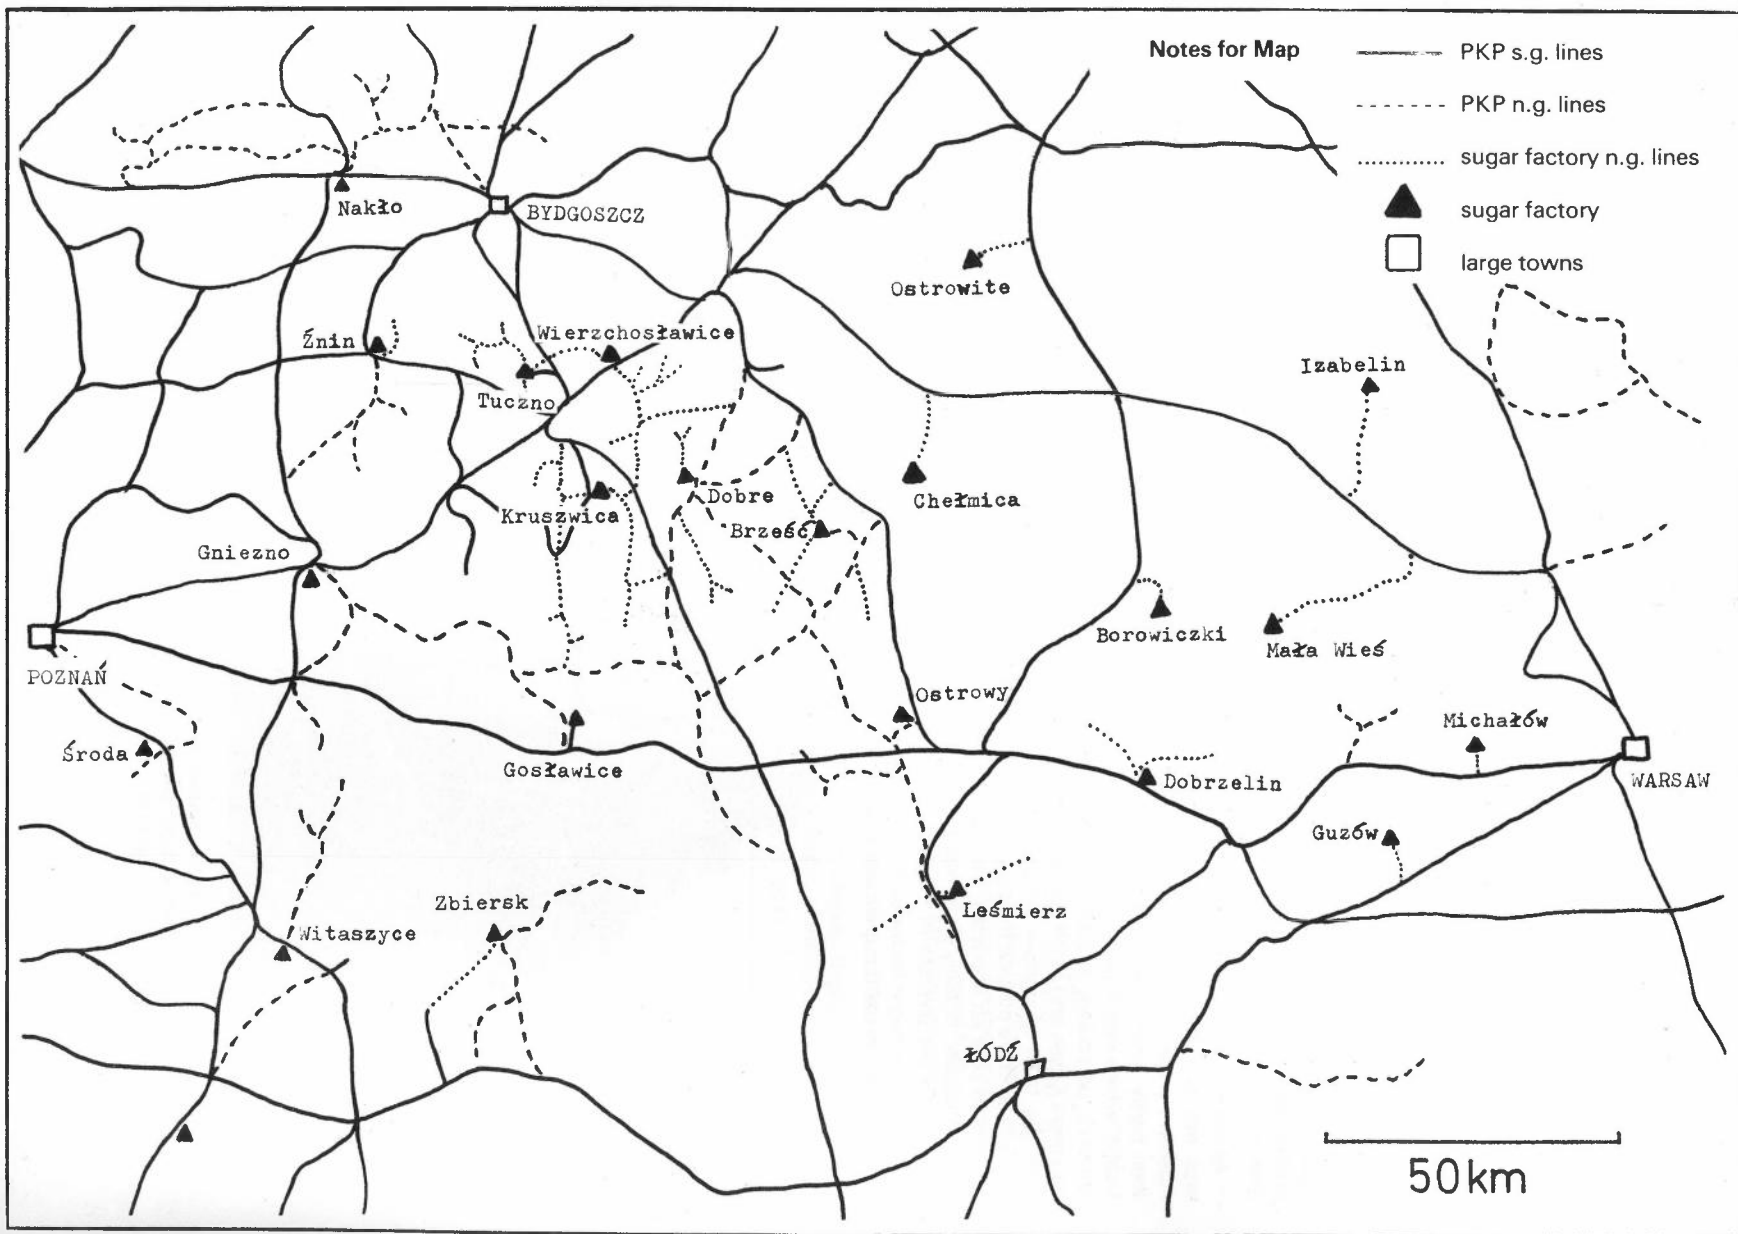 Notes for Map
PKP s.g. lines
PKP n.g. lines
sugar factory n.g. lines
sugar factory
large towns
Nakło
BYDGOSZCZ
Ostrowite
Żnin
Wierzchosławice
Izabelin
Tuczno
Dobre
Chełmica
Kruszwica
Brześć
Gniezno
Borowiczki
Mała Wieś
POZNAŃ
Ostrowy
Michałów
Środa
Gosławice
Dobrzelin
WARSAW
Guzów
Zbiersk
Leśmierz
Witaszyce
ŁÓDŹ
50km